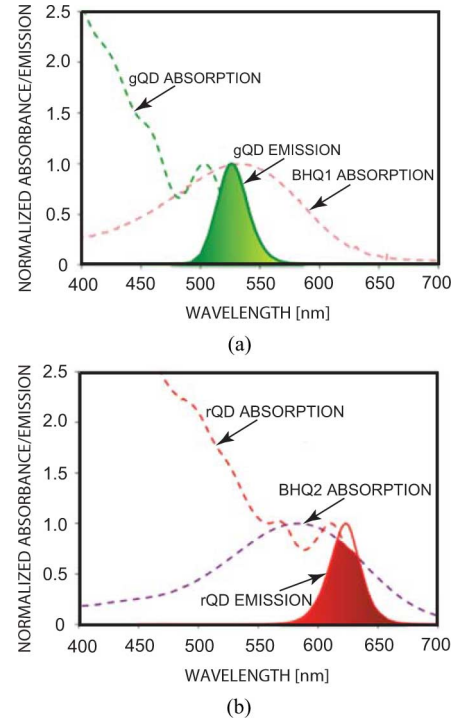 NORMALIZED ABSORBANCE/EMISSION
2.5
2.0
1.5
1.0
0.5
0
gQD ABSORPTION
gQD EMISSION
BHQ1 ABSORPTION
400 450 500 550 600 650 700
WAVELENGTH [nm]
(a)
NORMALIZED ABSORBANCE/EMISSION
2.5
2.0
1.5
1.0
0.5
0
rQD ABSORPTION
BHQ2 ABSORPTION
rQD EMISSION
400 450 500 550 600 650 700
WAVELENGTH [nm]
(b)